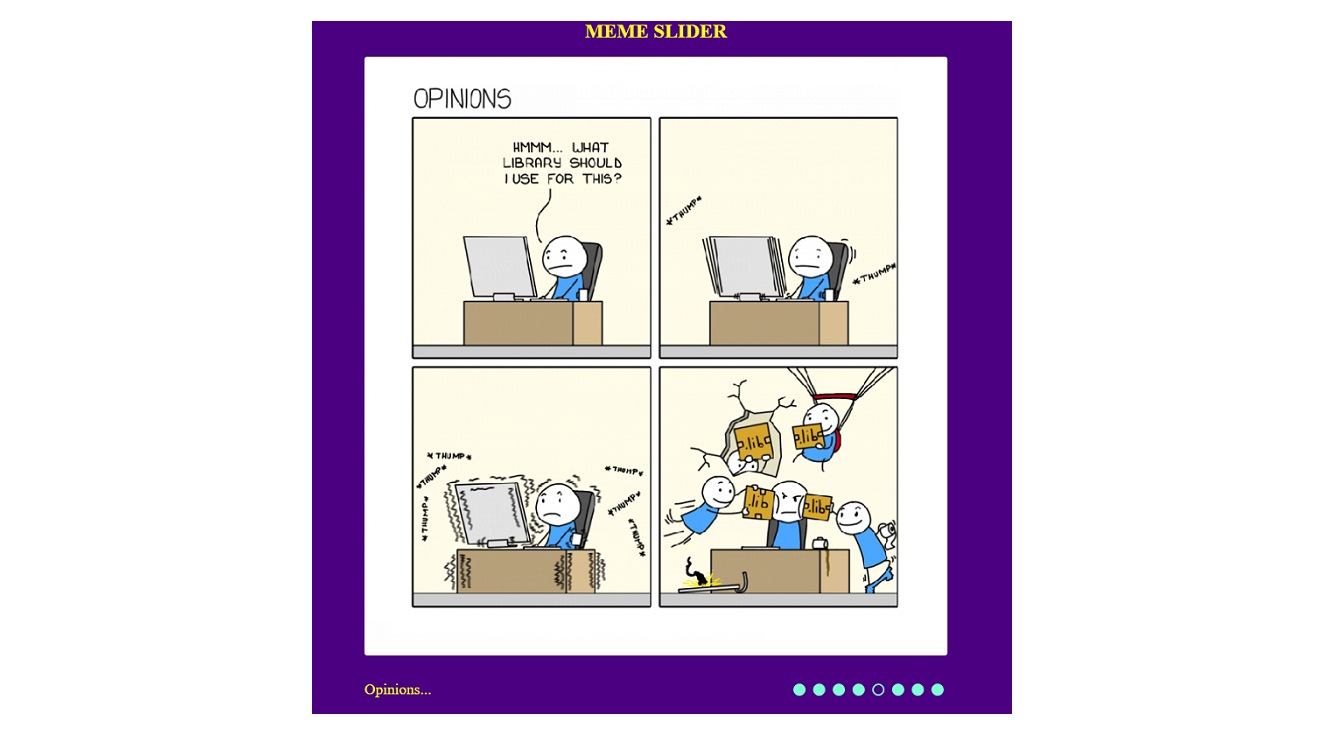 MEME SLIDER
OPINIONS
HMMM... WHAT
LIBRARY SHOULD
I USE FOR THIS?
*THUMP*
*THUMP*
*THUMP*
*THUMP*
*THUMP*
*THUMP*
*THUMP*
*THUMP*
.lib
.lib
.lib
.lib
Opinions...